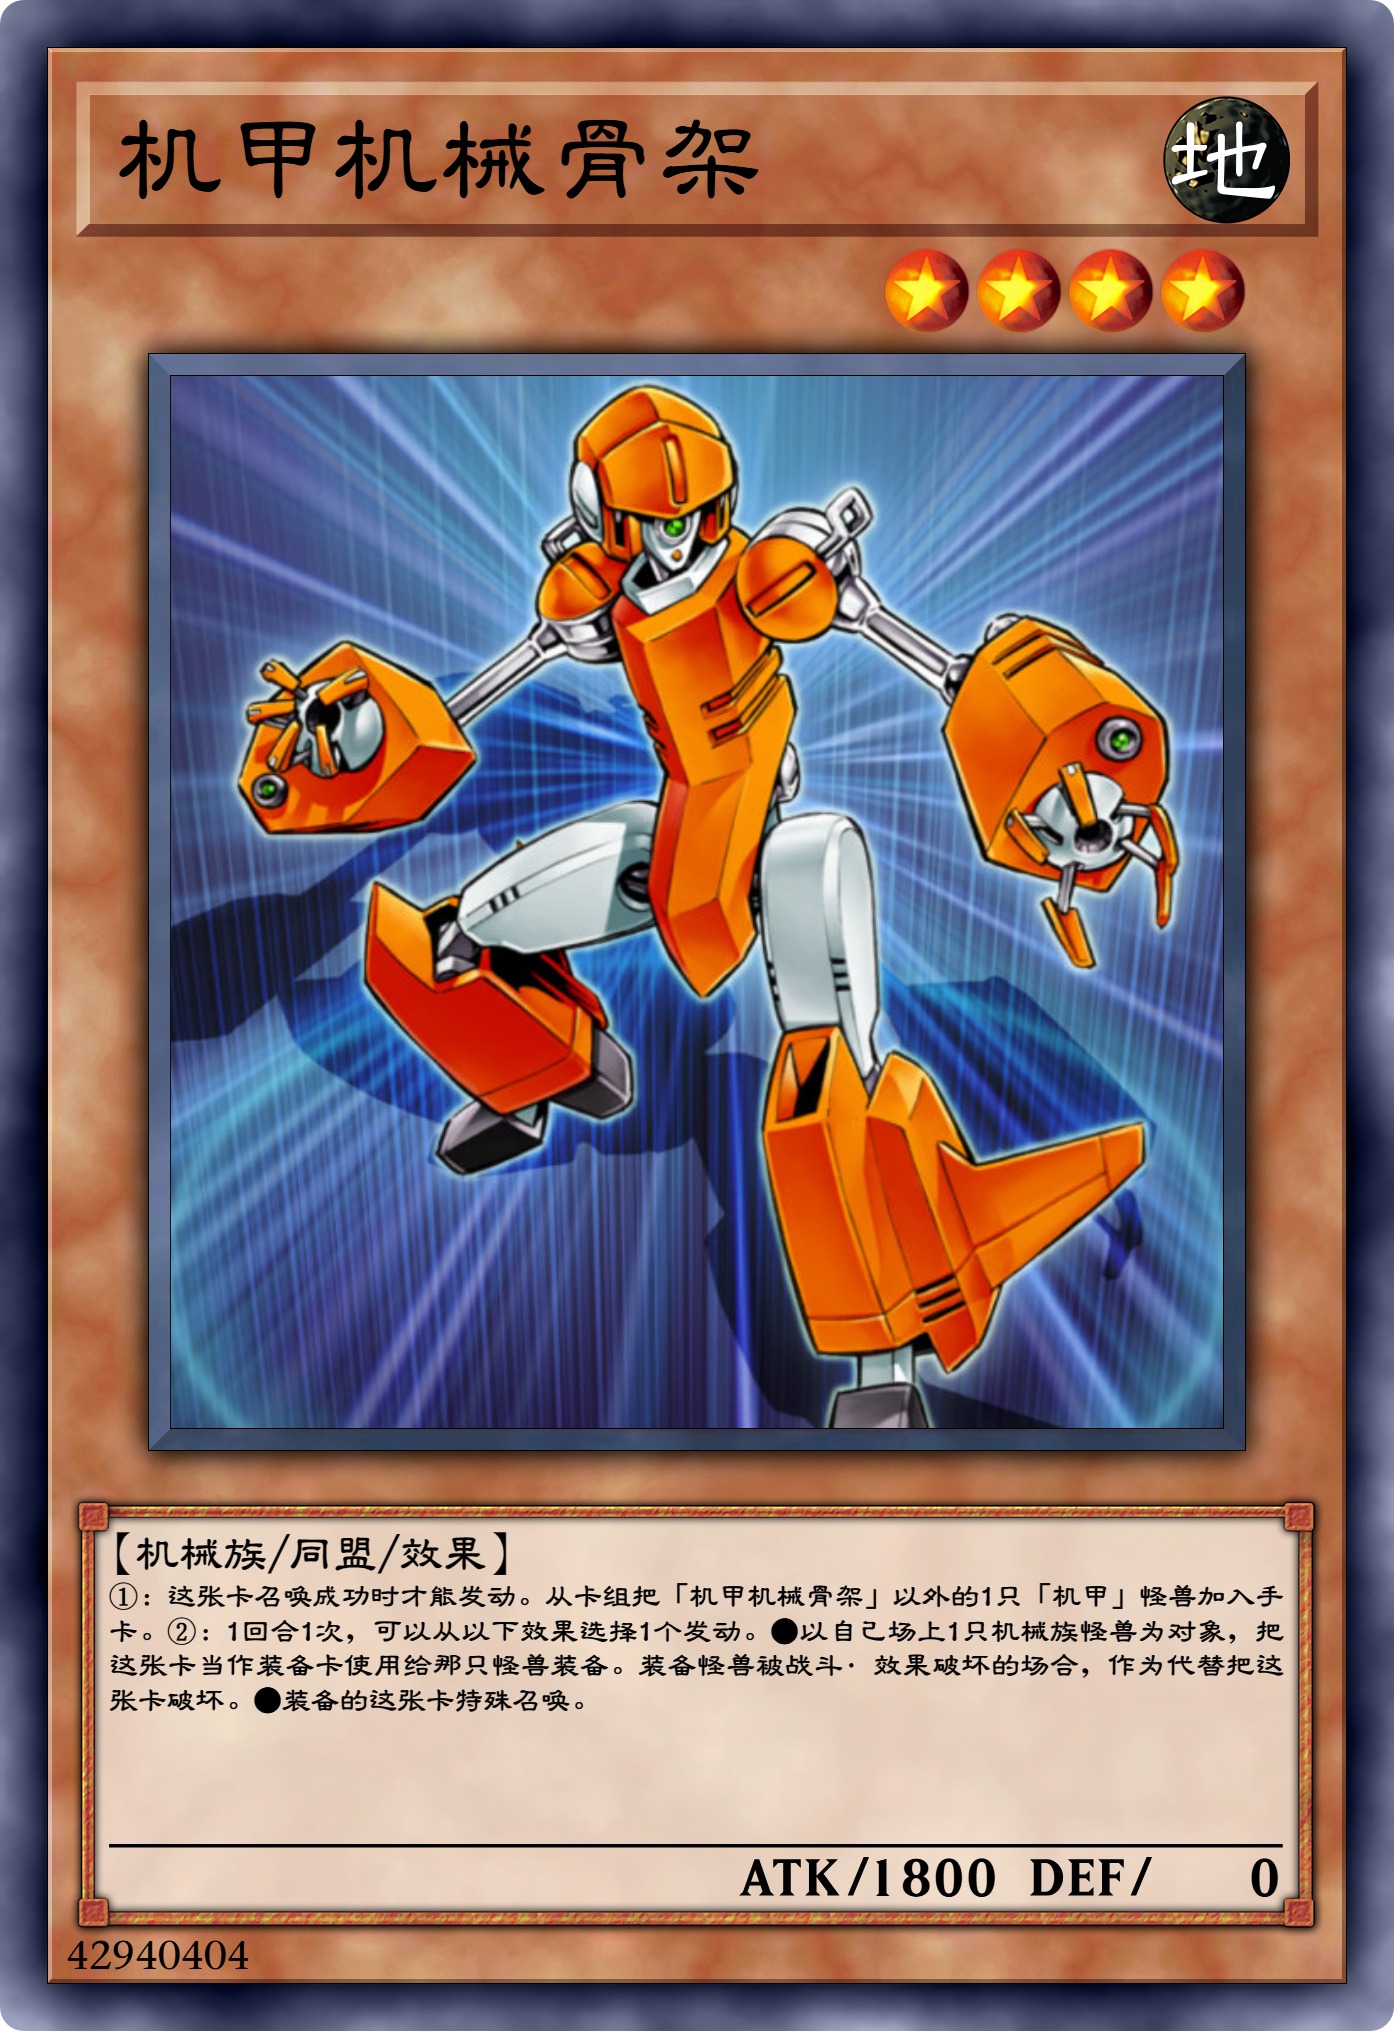 机甲机械骨架
地
【机械族/同盟/效果】
①：这张卡召唤成功时才能发动。从卡组把「机甲机械骨架」以外的1只「机甲」怪兽加入手
卡。②：1回合1次，可以从以下效果选择1个发动。●以自己场上1只机械族怪兽为对象，把
这张卡当作装备卡使用给那只怪兽装备。装备怪兽被战斗·效果破坏的场合，作为代替把这
张卡破坏。●装备的这张卡特殊召唤。
ATK/1800 DEF/ 0
42940404